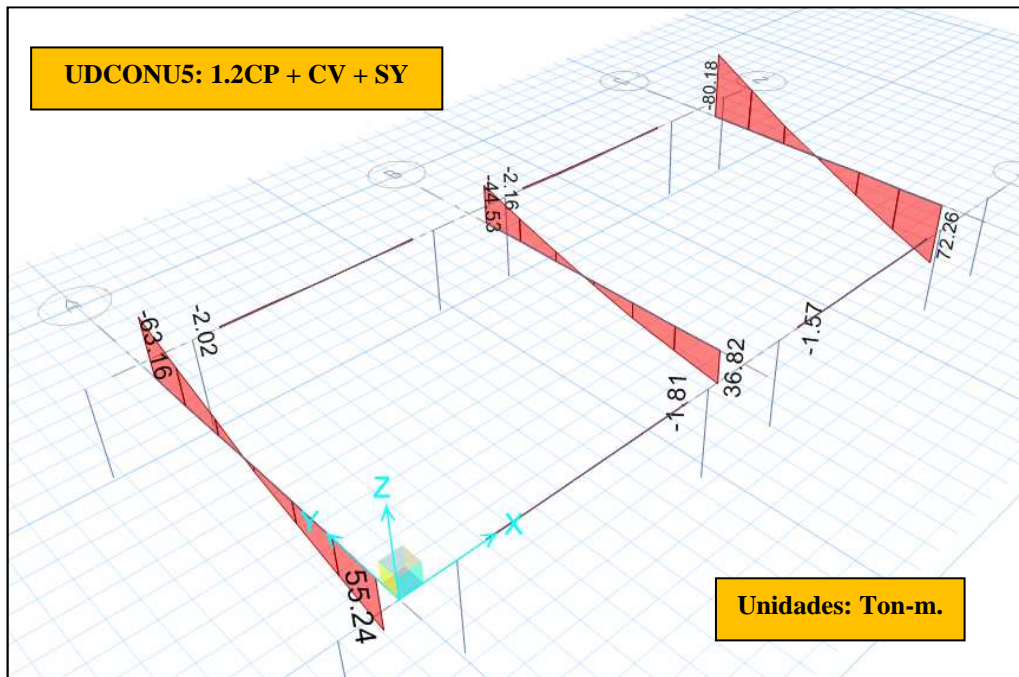 UDCONU5: 1.2CP + CV + SY
-80.18
-2.16
-44.53
72.26
-2.02
-63.16
-1.57
36.82
-1.81
Z
Y
X
55.24
Unidades: Ton-m.